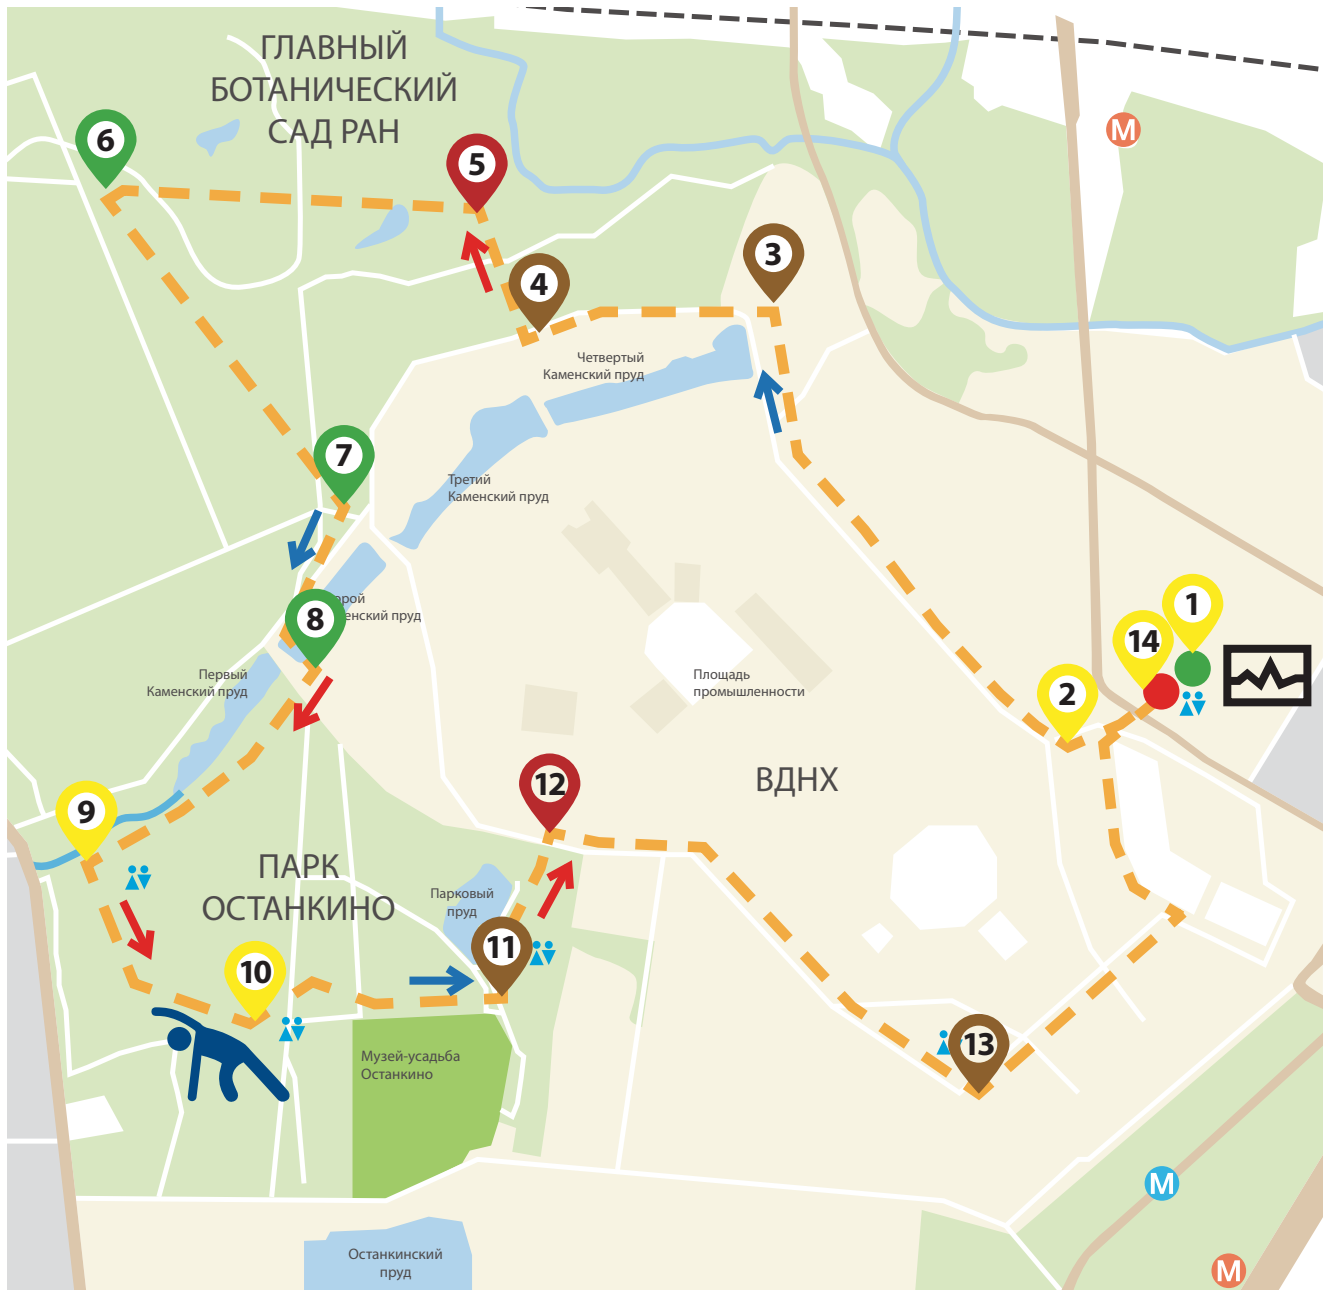 ГЛАВНЫЙ
БОТАНИЧЕСКИЙ
САД РАН
М
6
5
3
4
Четвертый
Каменский пруд
7
Третий
Каменский пруд
8
Первый
Каменский пруд
Площадь
промышленности
1
14
2
ВДНХ
12
9
ПАРК
ОСТАНКИНО
Парковый
пруд
11
10
13
Музей-усадьба
Останкино
М
Останкинский
пруд
М